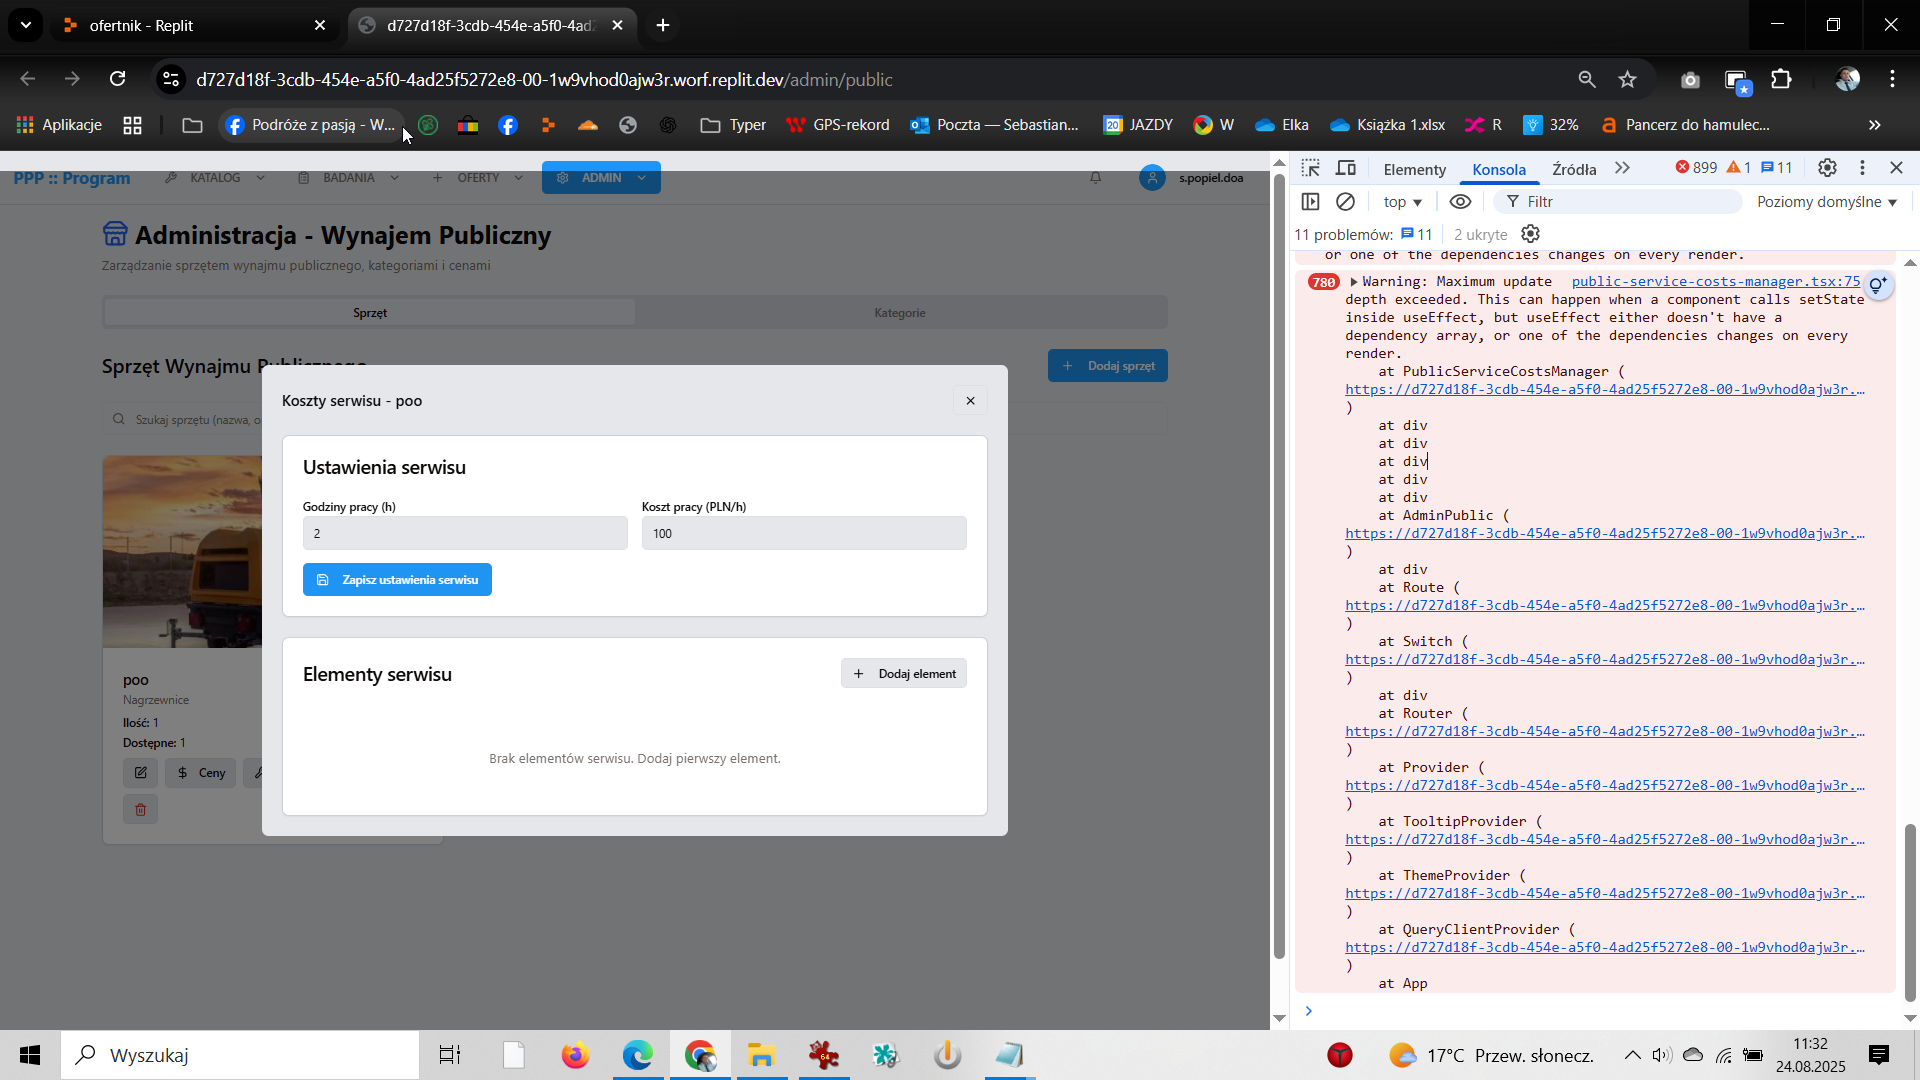 ofertnik - Replit
d727d18f-3cdb-454e-a5f0-4ad2
d727d18f-3cdb-454e-a5f0-4ad25f5272e8-00-1w9vhod0ajw3r.worf.replit.dev/admin/public
Aplikacje
Podróże z pasją - W...
Typer
GPS-rekord
Poczta — Sebastian...
20 JAZDY
W
Elka
Książka 1.xlsx
R
32%
Pancerz do hamulec...
PPP :: Program
KATALOG
BADANIA
OFERTY
ADMIN
s.popiel.doa
Administracja - Wynajem Publiczny
Zarządzanie sprzętem wynajmu publicznego, kategoriami i cenami
Sprzęt
Kategorie
Sprzęt Wynajmu Publicznego
Dodaj sprzęt
Szukaj sprzętu (nazwa, o
poo
Nagrzewnice
Ilość: 1
Dostępne: 1
Ceny
Koszty serwisu - poo
Ustawienia serwisu
Godziny pracy (h)
Koszt pracy (PLN/h)
2
100
Zapisz ustawienia serwisu
Elementy serwisu
Dodaj element
Brak elementów serwisu. Dodaj pierwszy element.
Elementy
Konsola
Źródła
899
1
11
top
Filtr
Poziomy domyślne
11 problemów: 11
2 ukryte
or one of the dependencies changes on every render.
780 Warning: Maximum update public-service-costs-manager.tsx:75
depth exceeded. This can happen when a component calls setState
inside useEffect, but useEffect either doesn't have a
dependency array, or one of the dependencies changes on every
render.
at PublicServiceCostsManager (
https://d727d18f-3cdb-454e-a5f0-4ad25f5272e8-00-1w9vhod0ajw3r.…
)
at div
at div
at div
at div
at div
at AdminPublic (
https://d727d18f-3cdb-454e-a5f0-4ad25f5272e8-00-1w9vhod0ajw3r.…
)
at div
at Route (
https://d727d18f-3cdb-454e-a5f0-4ad25f5272e8-00-1w9vhod0ajw3r.…
)
at Switch (
https://d727d18f-3cdb-454e-a5f0-4ad25f5272e8-00-1w9vhod0ajw3r.…
)
at div
at Router (
https://d727d18f-3cdb-454e-a5f0-4ad25f5272e8-00-1w9vhod0ajw3r.…
)
at Provider (
https://d727d18f-3cdb-454e-a5f0-4ad25f5272e8-00-1w9vhod0ajw3r.…
)
at TooltipProvider (
https://d727d18f-3cdb-454e-a5f0-4ad25f5272e8-00-1w9vhod0ajw3r.…
)
at ThemeProvider (
https://d727d18f-3cdb-454e-a5f0-4ad25f5272e8-00-1w9vhod0ajw3r.…
)
at QueryClientProvider (
https://d727d18f-3cdb-454e-a5f0-4ad25f5272e8-00-1w9vhod0ajw3r.…
)
at App
Wyszukaj
64
17°C Przew. słonecz.
11:32
24.08.2025